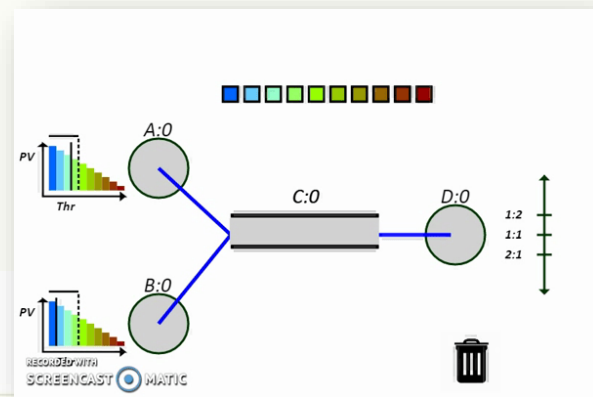 A:0
PV
Thr
C:0
D:0
1:2
1:1
2:1
B:0
PV
RECORDED WITH
SCREENCAST MATIC